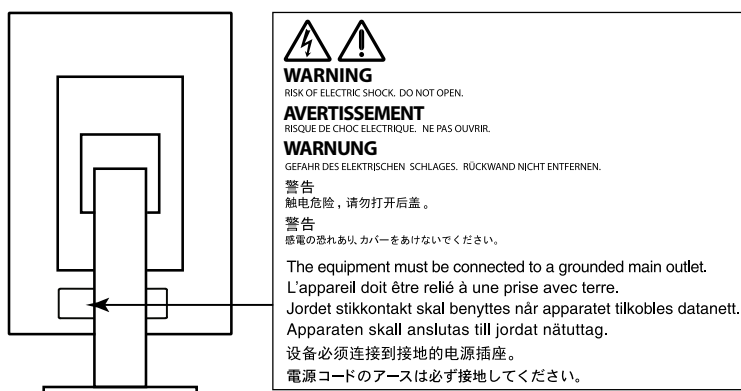 WARNING
RISK OF ELECTRIC SHOCK. DO NOT OPEN.
AVERTISSEMENT
RISQUE DE CHOC ELECTRIQUE. NE PAS OUVRIR.
WARNUNG
GEFAHR DES ELEKTRISCHEN SCHLAGES. RÜCKWAND NICHT ENTFERNEN.
警告
触电危险，请勿打开后盖。
警告
感電の恐れあり、カバーをあけないでください。
The equipment must be connected to a grounded main outlet.
L'appareil doit être relié à une prise avec terre.
Jordet stikkontakt skal benyttes når apparatet tilkobles datanett.
Apparaten skall anslutas till jordat nätuttag.
设备必须连接到接地的电源插座。
電源コードのアースは必ず接地してください。